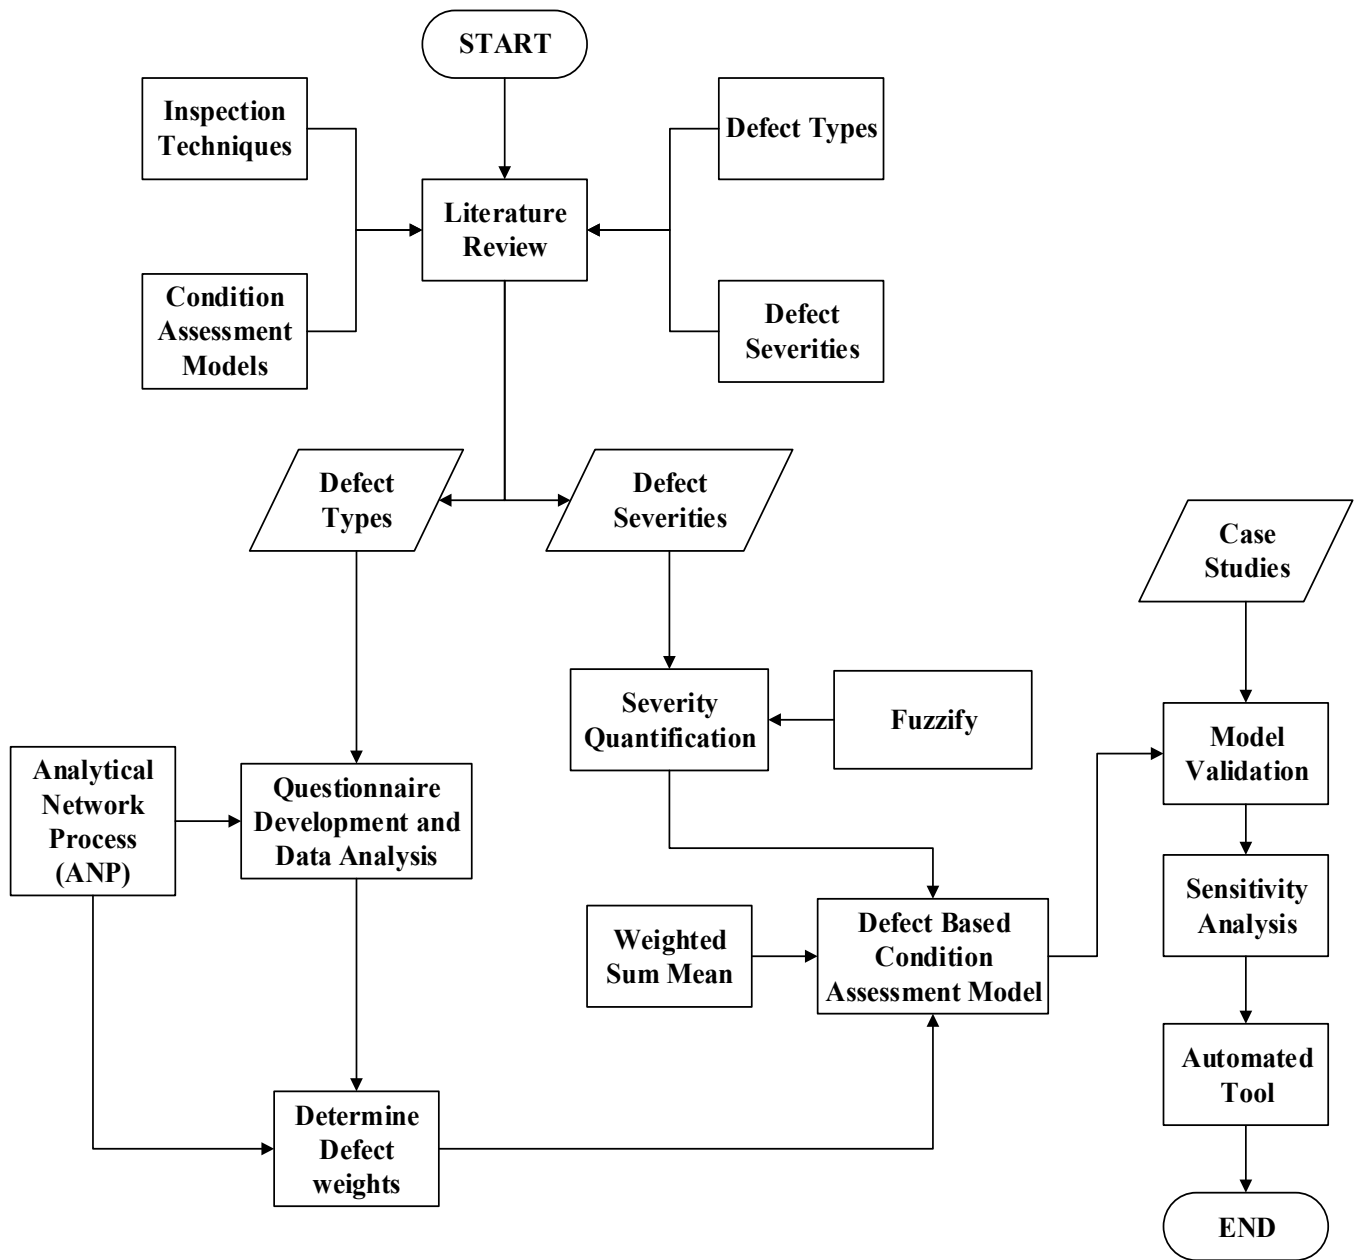 START
Inspection
Techniques
Defect Types
Literature
Review
Condition
Assessment
Models
Defect
Severities
Defect
Types
Defect
Severities
Case
Studies
Severity
Quantification
Fuzzify
Model
Validation
Analytical
Network
Process
(ANP)
Questionnaire
Development and
Data Analysis
Sensitivity
Analysis
Weighted
Sum Mean
Defect Based
Condition
Assessment Model
Automated
Tool
Determine
Defect
weights
END